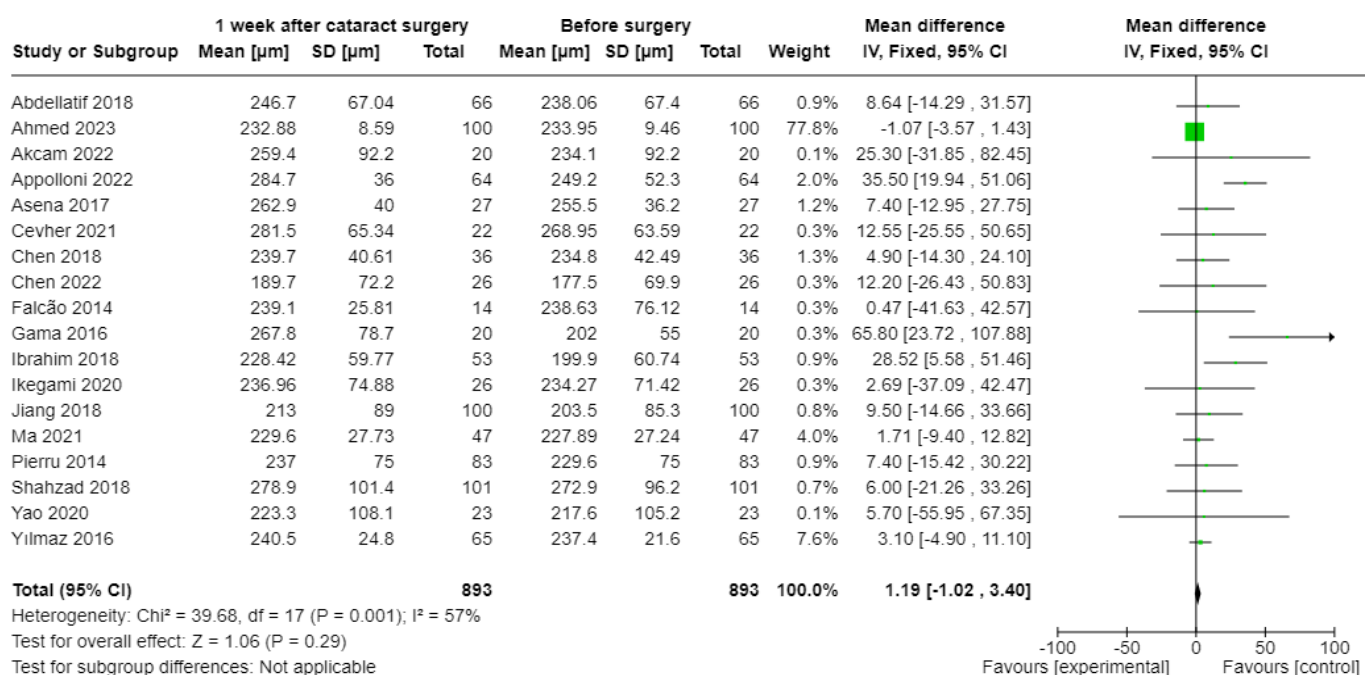 1 week after cataract surgery Before surgery Mean difference Mean difference
Study or Subgroup Mean [µm] SD [µm] Total Mean [µm] SD [µm] Total Weight IV, Fixed, 95% CI IV, Fixed, 95% CI
Abdellatif 2018 246.7 67.04 66 238.06 67.4 66 0.9% 8.64 [-14.29 , 31.57]
Ahmed 2023 232.88 8.59 100 233.95 9.46 100 77.8% -1.07 [-3.57 , 1.43]
Akcam 2022 259.4 92.2 20 234.1 92.2 20 0.1% 25.30 [-31.85 , 82.45]
Appolloni 2022 284.7 36 64 249.2 52.3 64 2.0% 35.50 [19.94 , 51.06]
Asena 2017 262.9 40 27 255.5 36.2 27 1.2% 7.40 [-12.95 , 27.75]
Cevher 2021 281.5 65.34 22 268.95 63.59 22 0.3% 12.55 [-25.55 , 50.65]
Chen 2018 239.7 40.61 36 234.8 42.49 36 1.3% 4.90 [-14.30 , 24.10]
Chen 2022 189.7 72.2 26 177.5 69.9 26 0.3% 12.20 [-26.43 , 50.83]
Falcão 2014 239.1 25.81 14 238.63 76.12 14 0.3% 0.47 [-41.63 , 42.57]
Gama 2016 267.8 78.7 20 202 55 20 0.3% 65.80 [23.72 , 107.88]
Ibrahim 2018 228.42 59.77 53 199.9 60.74 53 0.9% 28.52 [5.58 , 51.46]
Ikegami 2020 236.96 74.88 26 234.27 71.42 26 0.3% 2.69 [-37.09 , 42.47]
Jiang 2018 213 89 100 203.5 85.3 100 0.8% 9.50 [-14.66 , 33.66]
Ma 2021 229.6 27.73 47 227.89 27.24 47 4.0% 1.71 [-9.40 , 12.82]
Pierru 2014 237 75 83 229.6 75 83 0.9% 7.40 [-15.42 , 30.22]
Shahzad 2018 278.9 101.4 101 272.9 96.2 101 0.7% 6.00 [-21.26 , 33.26]
Yao 2020 223.3 108.1 23 217.6 105.2 23 0.1% 5.70 [-55.95 , 67.35]
Yılmaz 2016 240.5 24.8 65 237.4 21.6 65 7.6% 3.10 [-4.90 , 11.10]
Total (95% CI) 893 893 100.0% 1.19 [-1.02 , 3.40]
Heterogeneity: Chi² = 39.68, df = 17 (P = 0.001); I² = 57%
Test for overall effect: Z = 1.06 (P = 0.29)
Test for subgroup differences: Not applicable
-100 -50 0 50 100
Favours [experimental] Favours [control]